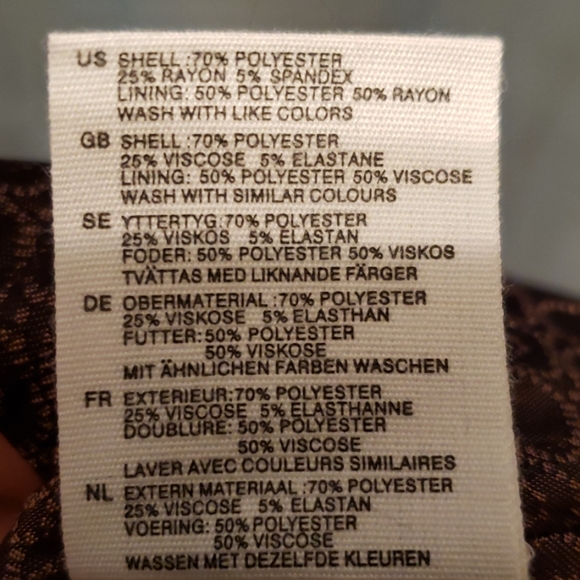 US SHELL :70% POLYESTER
25% RAYON 5% SPANDEX
LINING: 50% POLYESTER 50% RAYON
WASH WITH LIKE COLORS
GB SHELL :70% POLYESTER
25% VISCOSE 5% ELASTANE
LINING: 50% POLYESTER 50% VISCOSE
WASH WITH SIMILAR COLOURS
SE YTTERTYG:70% POLYESTER
25% VISKOS 5% ELASTAN
FODER: 50% POLYESTER 50% VISKOS
TVÄTTAS MED LIKNANDE FÄRGER
DE OBERMATERIAL :70% POLYESTER
25% VISKOSE 5% ELASTHAN
FUTTER:50% POLYESTER
50% VISKOSE
MIT ÄHNLICHEN FARBEN WASCHEN
FR EXTERIEUR:70% POLYESTER
25% VISCOSE 5% ELASTHANNE
DOUBLURE: 50% POLYESTER
50% VISCOSE
LAVER AVEC COULEURS SIMILAIRES
NL EXTERN MATERIAAL :70% POLYESTER
25% VISCOSE 5% ELASTAN
VOERING: 50% POLYESTER
50% VISCOSE
WASSEN MET DEZELFDE KLEUREN